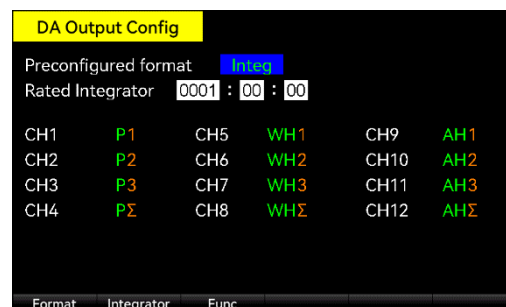 DA Output Config
Preconfigured format Integ
Rated Integrator 0001 : 00 : 00
CH1 P1 CH5 WH1 CH9 AH1
CH2 P2 CH6 WH2 CH10 AH2
CH3 P3 CH7 WH3 CH11 AH3
CH4 PΣ CH8 WHΣ CH12 AHΣ
Format Integrator Func